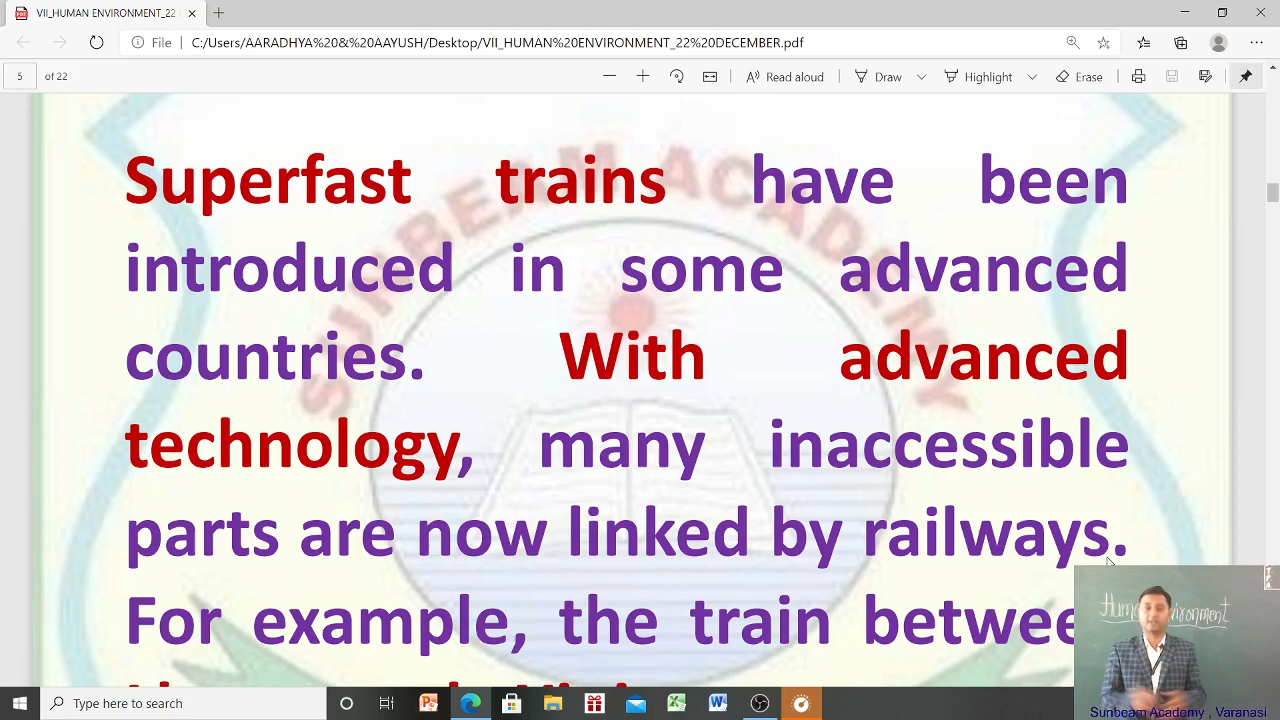 VII_HUMAN ENVIRONMENT_22
File C:/Users/AARADHYA%20&%20AAYUSH/Desktop/VII_HUMAN%20ENVIRONMENT_22%20DECEMBER.pdf
5 of 22 Read aloud Draw Highlight Erase
SUNBEAM ACADEMY
Superfast trains have been
introduced in some advanced
countries. With advanced
technology, many inaccessible
parts are now linked by railways.
For example, the train
Sunbeam Academy , Varanasi
Type here to search